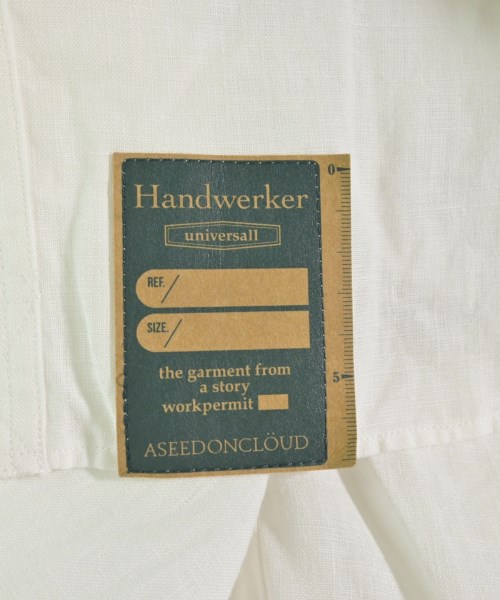 Handwerker
universall
REF. /
SIZE. /
the garment from
a story
workpermit
ASEEDONCLÖUD
0
5